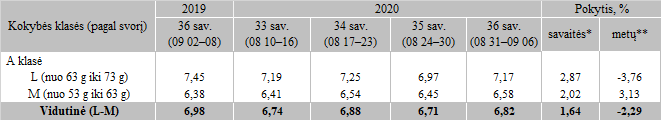 Kokybės klasės (pagal svorį) 2019 2020 Pokytis, %
36 sav. (09 02–08) 33 sav. (08 10–16) 34 sav. (08 17–23) 35 sav. (08 24–30) 36 sav. (08 31–09 06) savaitės* metų**
A klasė
L (nuo 63 g iki 73 g) 7,45 7,19 7,25 6,97 7,17 2,87 -3,76
M (nuo 53 g iki 63 g) 6,38 6,41 6,54 6,45 6,58 2,02 3,13
Vidutinė (L-M) 6,98 6,74 6,88 6,71 6,82 1,64 -2,29